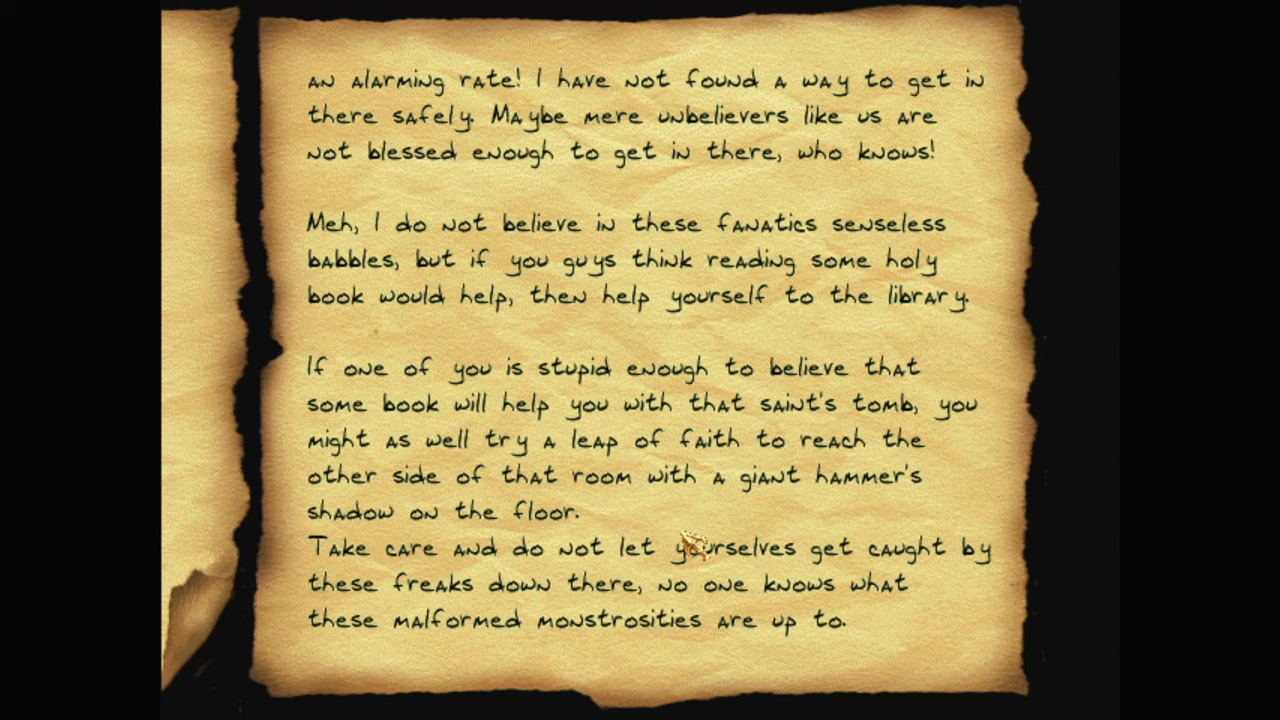 an alarming rate! I have not found a way to get in
there safely. Maybe mere unbelievers like us are
not blessed enough to get in there, who knows!
Meh, I do not believe in these fanatics senseless
babbles, but if you guys think reading some holy
book would help, then help yourself to the library.
If one of you is stupid enough to believe that
some book will help you with that saint's tomb, you
might as well try a leap of faith to reach the
other side of that room with a giant hammer's
shadow on the floor.
Take care and do not let yourselves get caught by
these freaks down there, no one knows what
these malformed monstrosities are up to.